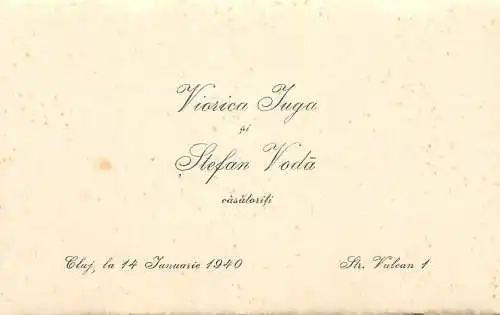 Viorica Iuga
și
Ștefan Vodă
căsătoriți
Cluj, la 14 Ianuarie 1940
Str. Vulcan 1